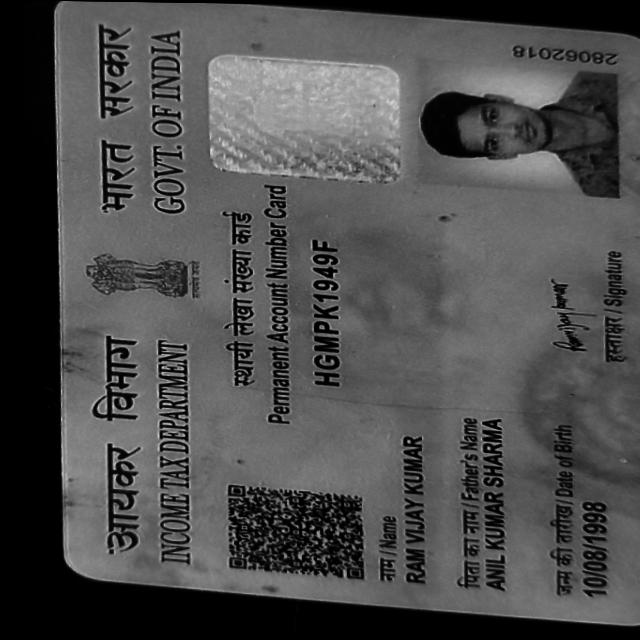 आयकर विभाग
INCOME TAX DEPARTMENT
भारत सरकार
GOVT. OF INDIA
स्थायी लेखा संख्या कार्ड
Permanent Account Number Card
HGMPK1949F
नाम / Name
RAM VIJAY KUMAR
पिता का नाम / Father's Name
ANIL KUMAR SHARMA
जन्म की तारीख / Date of Birth
10/08/1998
हस्ताक्षर / Signature
28062018